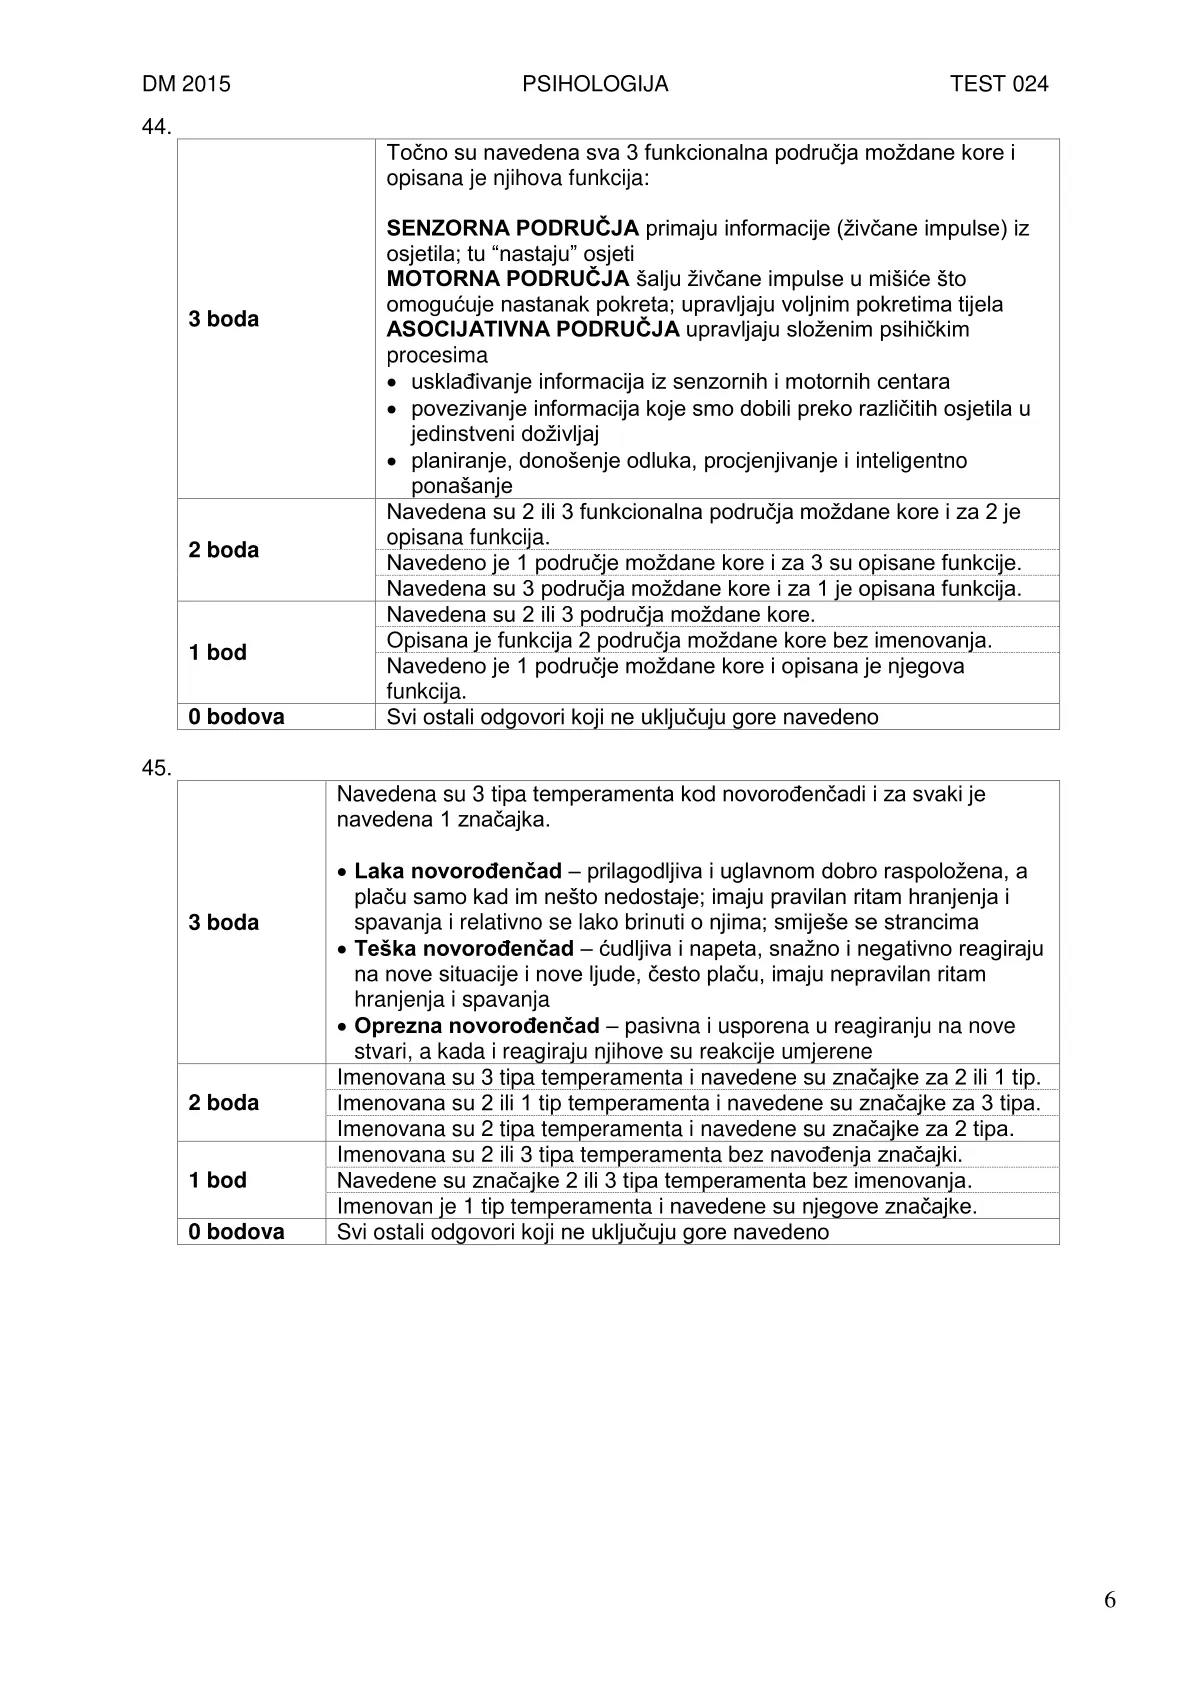 DM 2015 PSIHOLOGIJA TEST 024
44.
3 boda
Točno su navedena sva 3 funkcionalna područja moždane kore i
opisana je njihova funkcija:
SENZORNA PODRUČJA primaju informacije (živčane impulse) iz
osjetila; tu “nastaju” osjeti
MOTORNA PODRUČJA šalju živčane impulse u mišiće što
omogućuje nastanak pokreta; upravljaju voljnim pokretima tijela
ASOCIJATIVNA PODRUČJA upravljaju složenim psihičkim
procesima
• usklađivanje informacija iz senzornih i motornih centara
• povezivanje informacija koje smo dobili preko različitih osjetila u
jedinstveni doživljaj
• planiranje, donošenje odluka, procjenjivanje i inteligentno
ponašanje
2 boda
Navedena su 2 ili 3 funkcionalna područja moždane kore i za 2 je
opisana funkcija.
Navedeno je 1 područje moždane kore i za 3 su opisane funkcije.
Navedena su 3 područja moždane kore i za 1 je opisana funkcija.
1 bod
Navedena su 2 ili 3 područja moždane kore.
Opisana je funkcija 2 područja moždane kore bez imenovanja.
Navedeno je 1 područje moždane kore i opisana je njegova
funkcija.
0 bodova Svi ostali odgovori koji ne uključuju gore navedeno
45.
3 boda
Navedena su 3 tipa temperamenta kod novorođenčadi i za svaki je
navedena 1 značajka.
• Laka novorođenčad – prilagodljiva i uglavnom dobro raspoložena, a
plaču samo kad im nešto nedostaje; imaju pravilan ritam hranjenja i
spavanja i relativno se lako brinuti o njima; smiješe se strancima
• Teška novorođenčad – ćudljiva i napeta, snažno i negativno reagiraju
na nove situacije i nove ljude, često plaču, imaju nepravilan ritam
hranjenja i spavanja
• Oprezna novorođenčad – pasivna i usporena u reagiranju na nove
stvari, a kada i reagiraju njihove su reakcije umjerene
2 boda
Imenovana su 3 tipa temperamenta i navedene su značajke za 2 ili 1 tip.
Imenovana su 2 ili 1 tip temperamenta i navedene su značajke za 3 tipa.
Imenovana su 2 tipa temperamenta i navedene su značajke za 2 tipa.
1 bod
Imenovana su 2 ili 3 tipa temperamenta bez navođenja značajki.
Navedene su značajke 2 ili 3 tipa temperamenta bez imenovanja.
Imenovan je 1 tip temperamenta i navedene su njegove značajke.
0 bodova Svi ostali odgovori koji ne uključuju gore navedeno
6